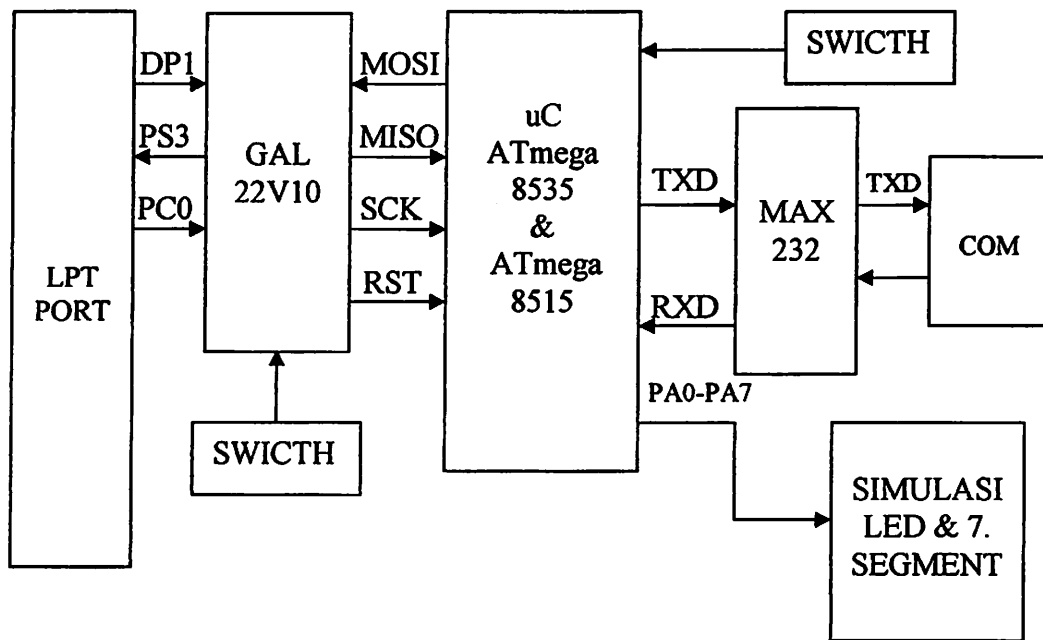 LPT
PORT
DP1
PS3
PC0
GAL
22V10
SWICTH
MOSI
MISO
SCK
RST
uC
ATmega
8535
&
ATmega
8515
SWICTH
TXD
RXD
MAX
232
TXD
COM
PA0-PA7
SIMULASI
LED & 7.
SEGMENT